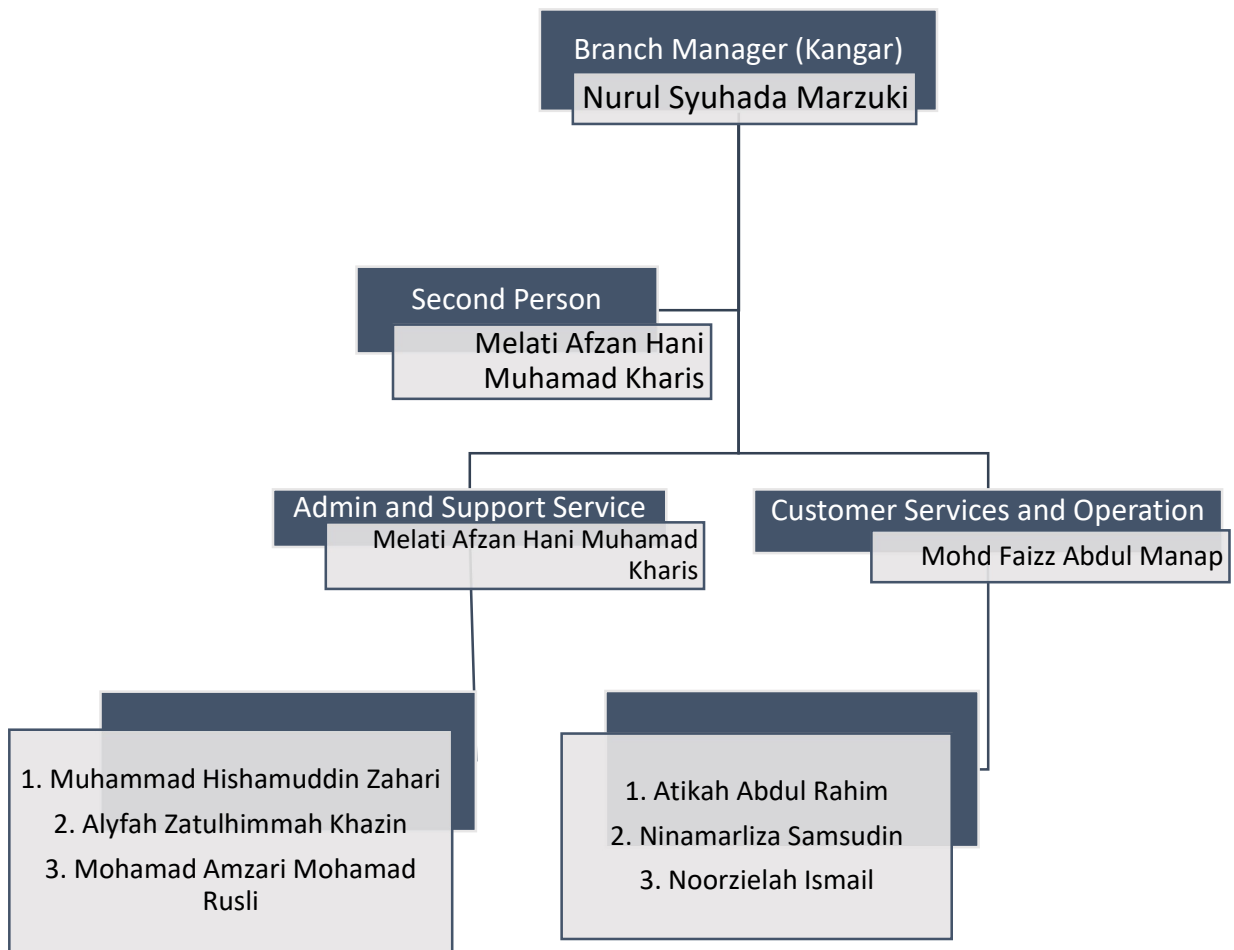 Branch Manager (Kangar)
Nurul Syuhada Marzuki
Second Person
Melati Afzan Hani
Muhamad Kharis
Admin and Support Service
Melati Afzan Hani Muhamad
Kharis
Customer Services and Operation
Mohd Faizz Abdul Manap
1. Muhammad Hishamuddin Zahari
2. Alyfah Zatulhimmah Khazin
3. Mohamad Amzari Mohamad
Rusli
1. Atikah Abdul Rahim
2. Ninamarliza Samsudin
3. Noorzielah Ismail